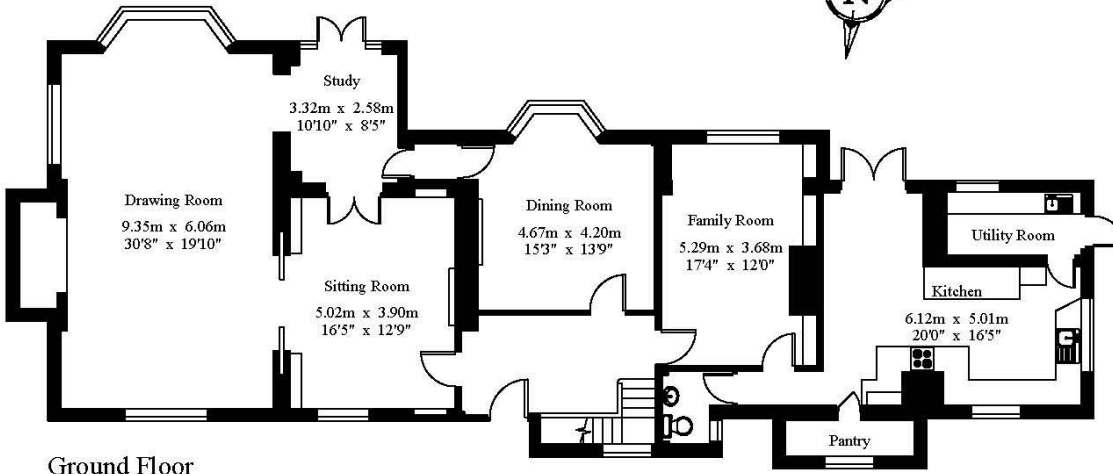 N
Study
3.32m x 2.58m
10'10" x 8'5"
Drawing Room
9.35m x 6.06m
30'8" x 19'10"
Sitting Room
5.02m x 3.90m
16'5" x 12'9"
Dining Room
4.67m x 4.20m
15'3" x 13'9"
Family Room
5.29m x 3.68m
17'4" x 12'0"
Utility Room
Kitchen
6.12m x 5.01m
20'0" x 16'5"
Pantry
Ground Floor